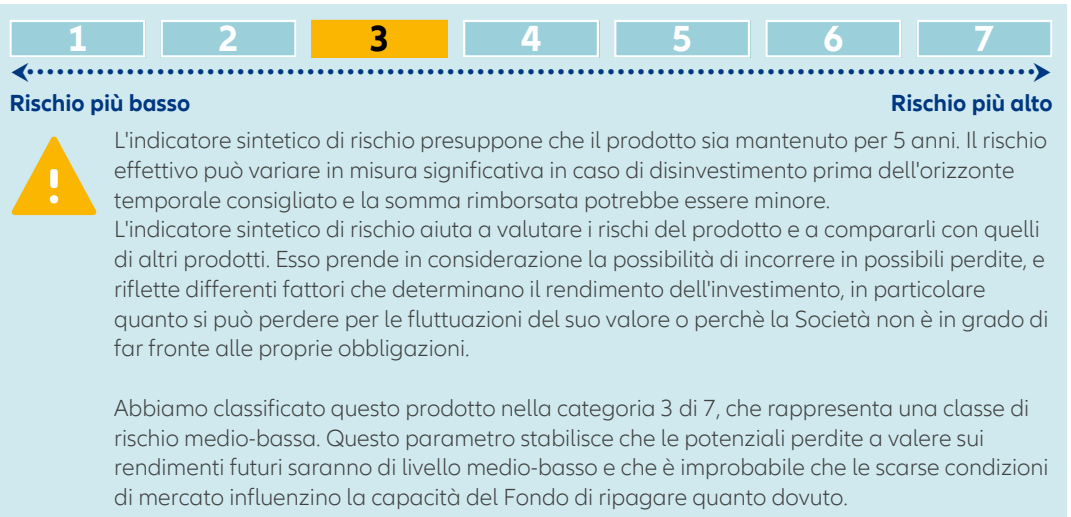 1 2 3 4 5 6 7
Rischio più basso Rischio più alto
L'indicatore sintetico di rischio presuppone che il prodotto sia mantenuto per 5 anni. Il rischio
effettivo può variare in misura significativa in caso di disinvestimento prima dell'orizzonte
temporale consigliato e la somma rimborsata potrebbe essere minore.
L'indicatore sintetico di rischio aiuta a valutare i rischi del prodotto e a compararli con quelli
di altri prodotti. Esso prende in considerazione la possibilità di incorrere in possibili perdite, e
riflette differenti fattori che determinano il rendimento dell'investimento, in particolare
quanto si può perdere per le fluttuazioni del suo valore o perchè la Società non è in grado di
far fronte alle proprie obbligazioni.
Abbiamo classificato questo prodotto nella categoria 3 di 7, che rappresenta una classe di
rischio medio-bassa. Questo parametro stabilisce che le potenziali perdite a valere sui
rendimenti futuri saranno di livello medio-basso e che è improbabile che le scarse condizioni
di mercato influenzino la capacità del Fondo di ripagare quanto dovuto.